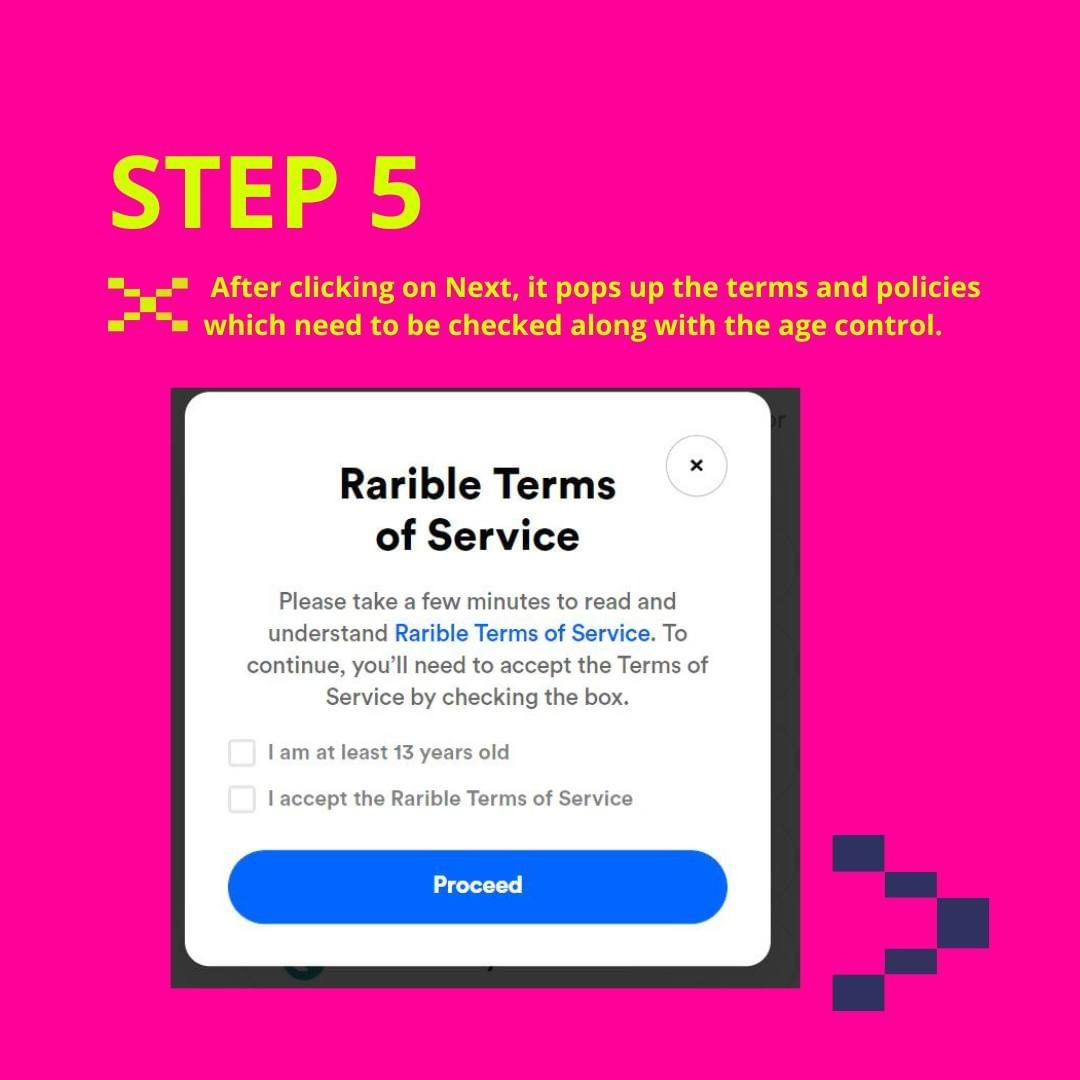 STEP 5
After clicking on Next, it pops up the terms and policies
which need to be checked along with the age control.
or
×
Rarible Terms
of Service
Please take a few minutes to read and
understand Rarible Terms of Service. To
continue, you’ll need to accept the Terms of
Service by checking the box.
I am at least 13 years old
I accept the Rarible Terms of Service
Proceed